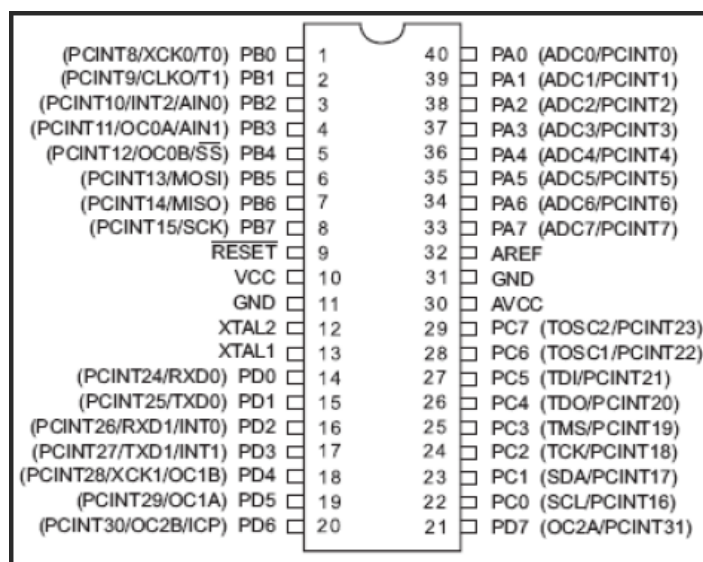 (PCINT8/XCK0/T0) PB0 1 40 PA0 (ADC0/PCINT0)
(PCINT9/CLKO/T1) PB1 2 39 PA1 (ADC1/PCINT1)
(PCINT10/INT2/AIN0) PB2 3 38 PA2 (ADC2/PCINT2)
(PCINT11/OC0A/AIN1) PB3 4 37 PA3 (ADC3/PCINT3)
(PCINT12/OC0B/SS) PB4 5 36 PA4 (ADC4/PCINT4)
(PCINT13/MOSI) PB5 6 35 PA5 (ADC5/PCINT5)
(PCINT14/MISO) PB6 7 34 PA6 (ADC6/PCINT6)
(PCINT15/SCK) PB7 8 33 PA7 (ADC7/PCINT7)
RESET 9 32 AREF
VCC 10 31 GND
GND 11 30 AVCC
XTAL2 12 29 PC7 (TOSC2/PCINT23)
XTAL1 13 28 PC6 (TOSC1/PCINT22)
(PCINT24/RXD0) PD0 14 27 PC5 (TDI/PCINT21)
(PCINT25/TXD0) PD1 15 26 PC4 (TDO/PCINT20)
(PCINT26/RXD1/INT0) PD2 16 25 PC3 (TMS/PCINT19)
(PCINT27/TXD1/INT1) PD3 17 24 PC2 (TCK/PCINT18)
(PCINT28/XCK1/OC1B) PD4 18 23 PC1 (SDA/PCINT17)
(PCINT29/OC1A) PD5 19 22 PC0 (SCL/PCINT16)
(PCINT30/OC2B/ICP) PD6 20 21 PD7 (OC2A/PCINT31)